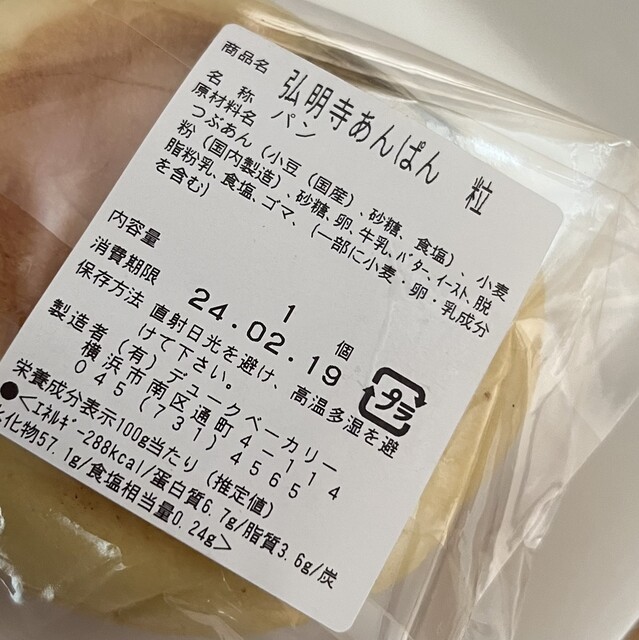 商品名 弘明寺あんぱん 粒
名 称 パン
原材料名
つぶあん（小豆（国産）、砂糖、食塩）、小麦
粉（国内製造）、砂糖、卵、牛乳、バター、イースト、脱
脂粉乳、食塩、ゴマ、（一部に小麦・卵・乳成分
を含む）
内容量 1 個
消費期限 24.02.19
保存方法 直射日光を避け、高温多湿を避
けて下さい。
製造者（有）デュークベーカリー
横浜市南区通町4-114
045(731)4565
栄養成分表示100g当たり（推定値）
●<ｴﾈﾙｷﾞｰ288kcal/蛋白質6.7g/脂質3.6g/炭
水化物57.1g/食塩相当量0.24g>
プラ